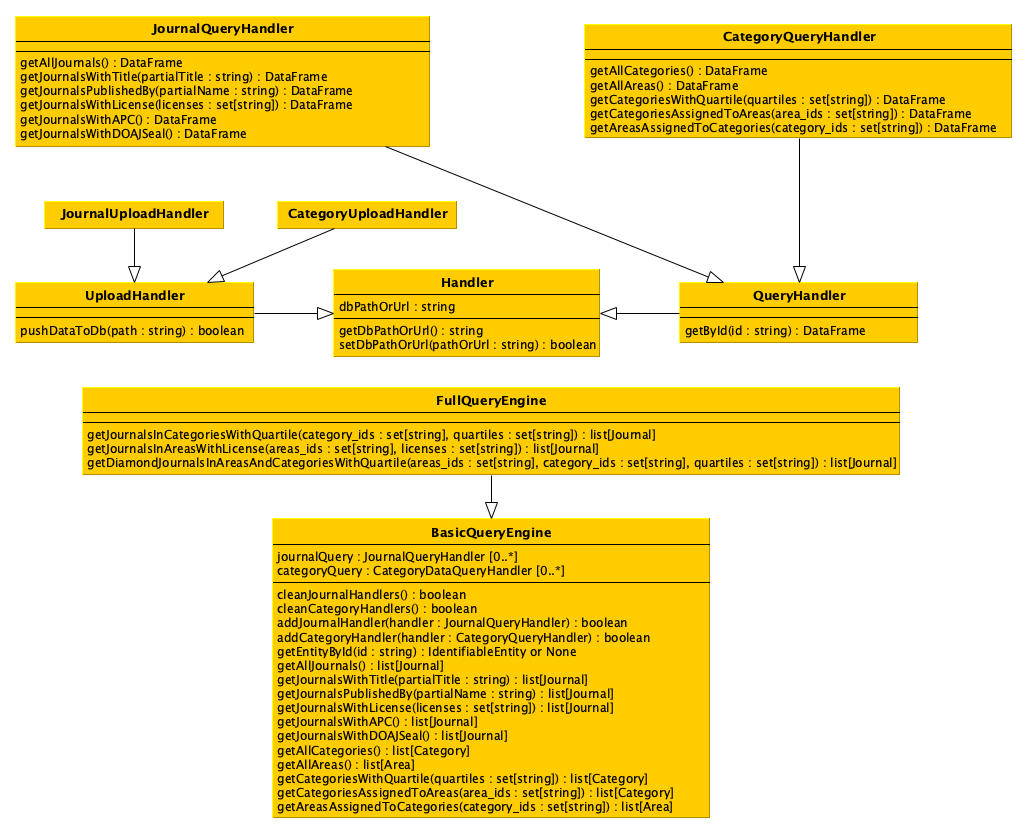 JournalQueryHandler
getAllJournals() : DataFrame
getJournalsWithTitle(partialTitle : string) : DataFrame
getJournalsPublishedBy(partialName : string) : DataFrame
getJournalsWithLicense(licenses : set[string]) : DataFrame
getJournalsWithAPC() : DataFrame
getJournalsWithDOAJSeal() : DataFrame
CategoryQueryHandler
getAllCategories() : DataFrame
getAllAreas() : DataFrame
getCategoriesWithQuartile(quartiles : set[string]) : DataFrame
getCategoriesAssignedToAreas(area_ids : set[string]) : DataFrame
getAreasAssignedToCategories(category_ids : set[string]) : DataFrame
JournalUploadHandler
CategoryUploadHandler
UploadHandler
pushDataToDb(path : string) : boolean
Handler
dbPathOrUrl : string
getDbPathOrUrl() : string
setDbPathOrUrl(pathOrUrl : string) : boolean
QueryHandler
getById(id : string) : DataFrame
FullQueryEngine
getJournalsInCategoriesWithQuartile(category_ids : set[string], quartiles : set[string]) : list[Journal]
getJournalsInAreasWithLicense(areas_ids : set[string], licenses : set[string]) : list[Journal]
getDiamondJournalsInAreasAndCategoriesWithQuartile(areas_ids : set[string], category_ids : set[string], quartiles : set[string]) : list[Journal]
BasicQueryEngine
journalQuery : JournalQueryHandler [0..*]
categoryQuery : CategoryDataQueryHandler [0..*]
cleanJournalHandlers() : boolean
cleanCategoryHandlers() : boolean
addJournalHandler(handler : JournalQueryHandler) : boolean
addCategoryHandler(handler : CategoryQueryHandler) : boolean
getEntityById(id : string) : IdentifiableEntity or None
getAllJournals() : list[Journal]
getJournalsWithTitle(partialTitle : string) : list[Journal]
getJournalsPublishedBy(partialName : string) : list[Journal]
getJournalsWithLicense(licenses : set[string]) : list[Journal]
getJournalsWithAPC() : list[Journal]
getJournalsWithDOAJSeal() : list[Journal]
getAllCategories() : list[Category]
getAllAreas() : list[Area]
getCategoriesWithQuartile(quartiles : set[string]) : list[Category]
getCategoriesAssignedToAreas(area_ids : set[string]) : list[Category]
getAreasAssignedToCategories(category_ids : set[string]) : list[Area]